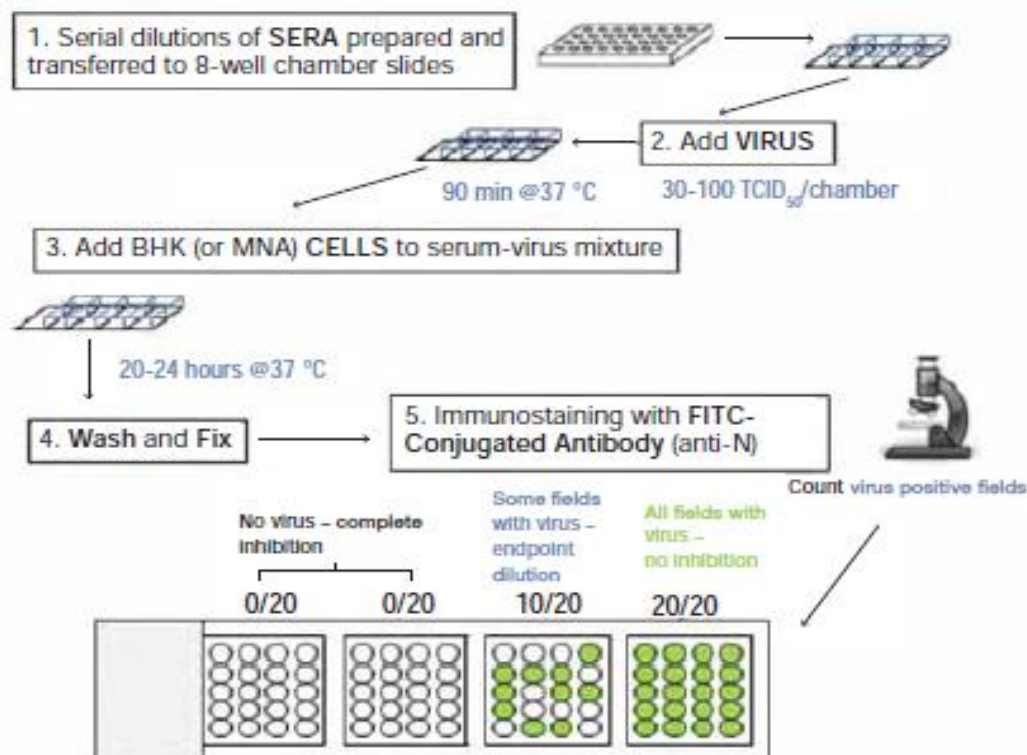 1. Serial dilutions of SERA prepared and
transferred to 8-well chamber slides
2. Add VIRUS
90 min @37 °C
30-100 TCID50/chamber
3. Add BHK (or MNA) CELLS to serum-virus mixture
20-24 hours @37 °C
4. Wash and Fix
5. Immunostaining with FITC-
Conjugated Antibody (anti-N)
Count virus positive fields
No virus – complete
inhibition
Some fields
with virus –
endpoint
dilution
All fields with
virus –
no inhibition
0/20
0/20
10/20
20/20